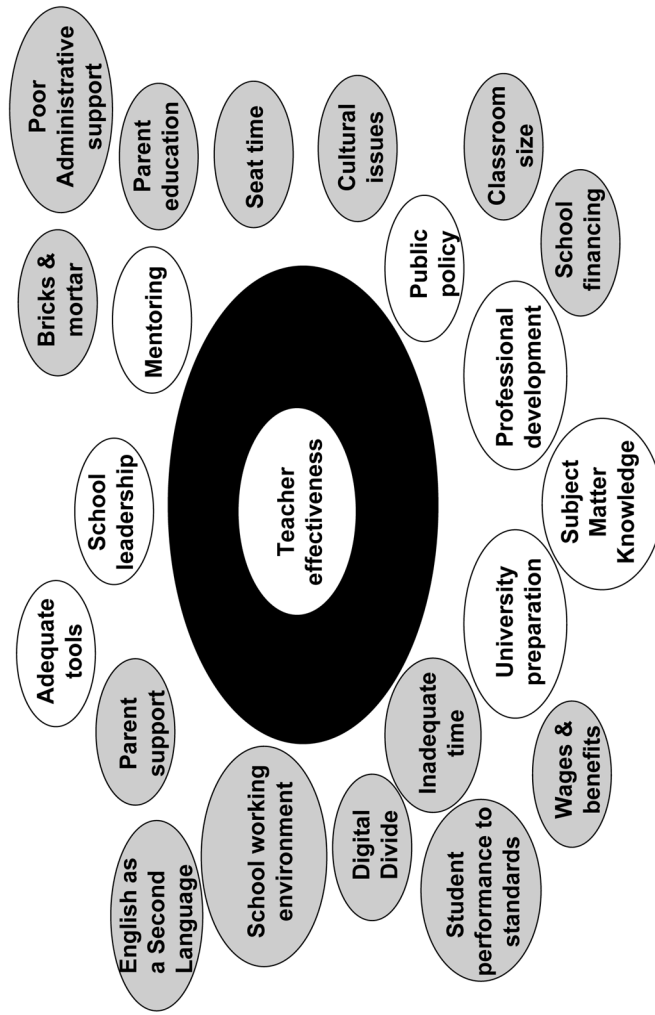 English as
a Second
Language
Parent
support
Adequate
tools
School
leadership
Bricks &
mortar
Mentoring
Poor
Administrative
support
Parent
education
School working
environment
Teacher
effectiveness
Seat time
Digital
Divide
Cultural
issues
Inadequate
time
Public
policy
Student
performance to
standards
University
preparation
Professional
development
Classroom
size
Wages &
benefits
Subject
Matter
Knowledge
School
financing